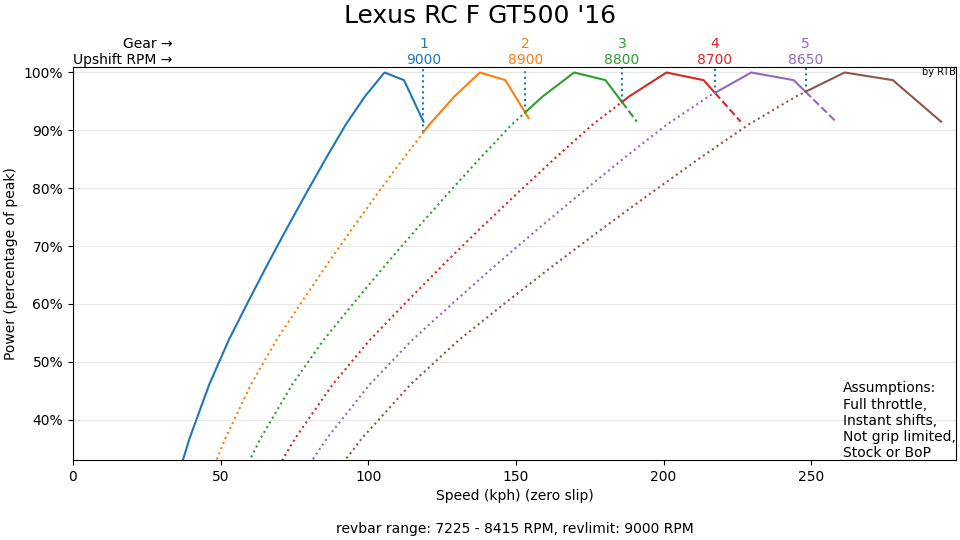 Lexus RC F GT500 '16
Gear → 1 2 3 4 5
Upshift RPM → 9000 8900 8800 8700 8650
by RTB
100%
90%
80%
70%
60%
50%
40%
Power (percentage of peak)
Assumptions:
Full throttle,
Instant shifts,
Not grip limited,
Stock or BoP
0 50 100 150 200 250
Speed (kph) (zero slip)
revbar range: 7225 - 8415 RPM, revlimit: 9000 RPM